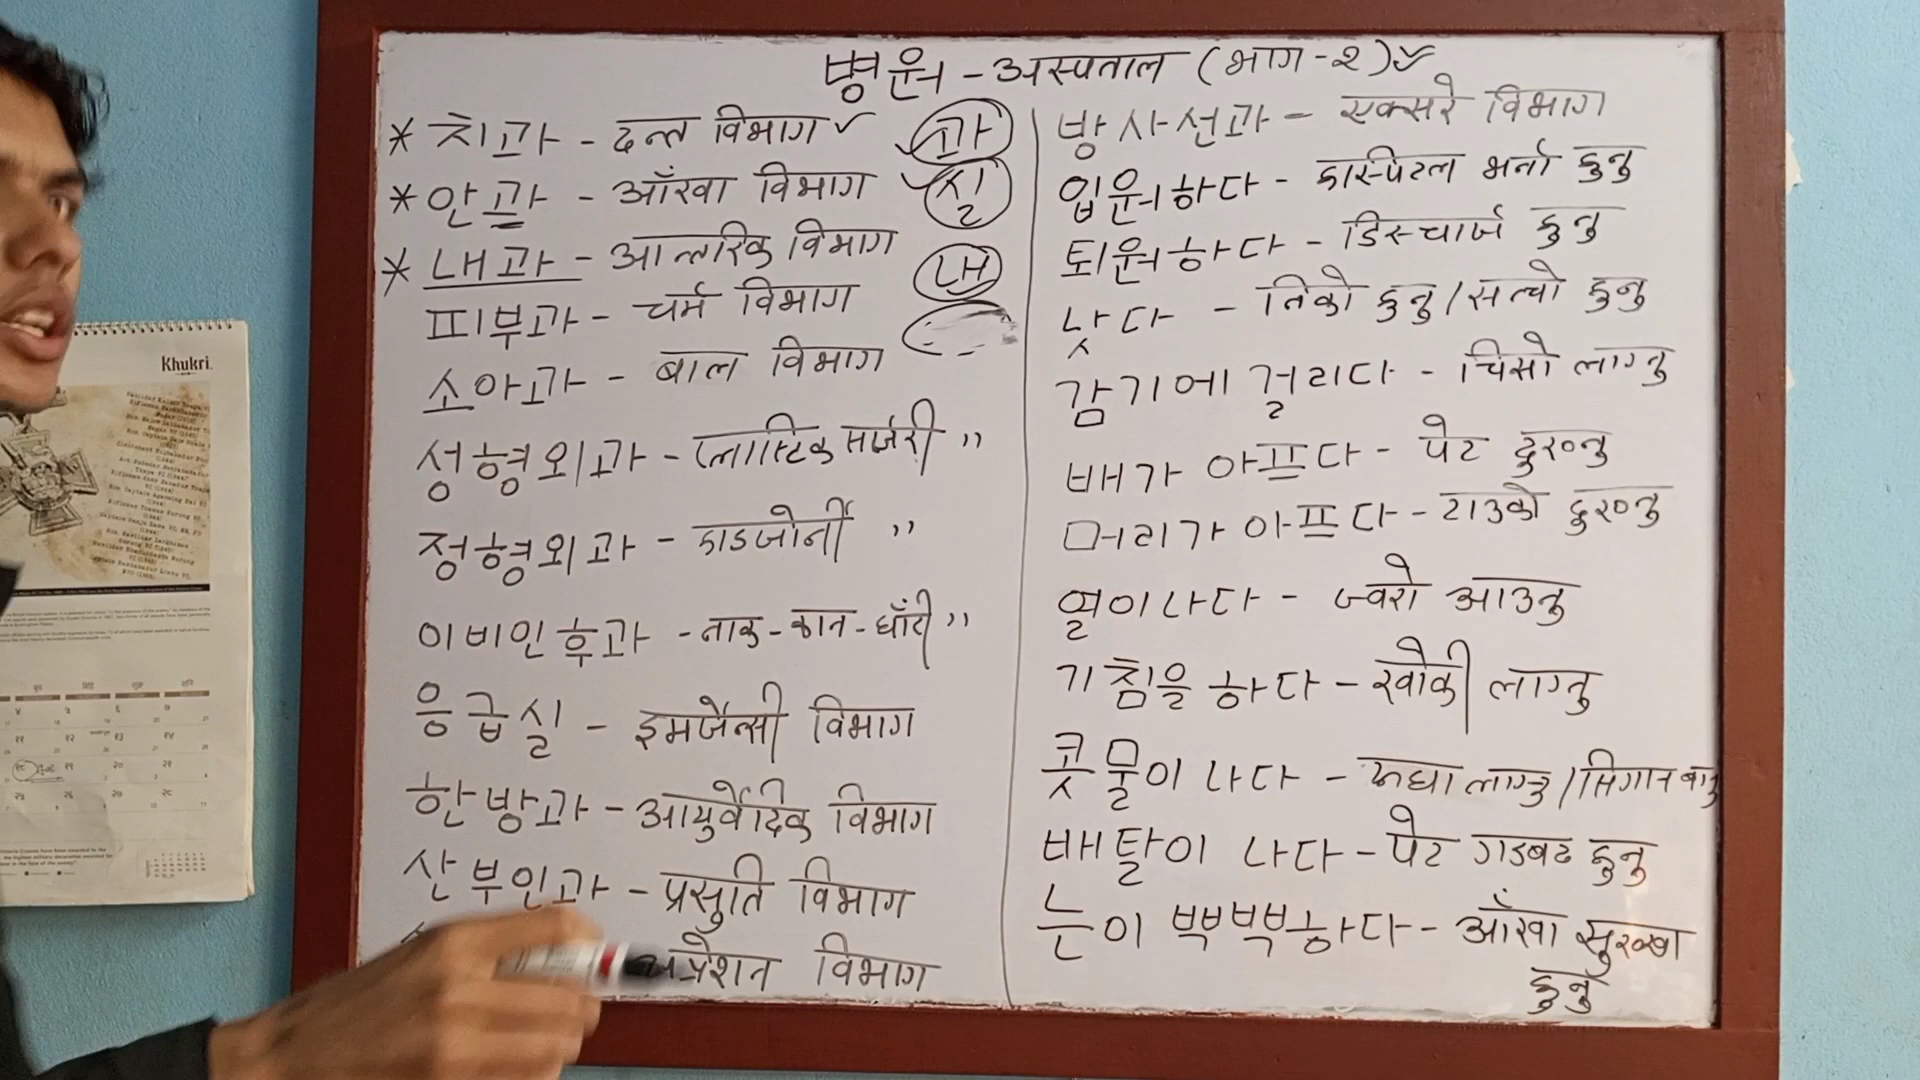 병원 - अस्पताल (भाग-२)
* 치과 - दन्त विभाग
* 안과 - आँखा विभाग
* 내과 - आन्तरिक विभाग
피부과 - चर्म विभाग
소아과 - बाल विभाग
성형외과 - प्लाष्टिक सर्जरी ,,
정형외과 - हाडजोर्नी ,,
이비인후과 - नाक-कान-घाँटी ,,
응급실 - इमर्जेन्सी विभाग
한방과 - आयुर्वेदिक विभाग
산부인과 - प्रसुति विभाग
विभाग
과
실
내
방사선과 - एक्सरे विभाग
입원하다 - हास्पिटल भर्ना हुनु
퇴원하다 - डिस्चार्ज हुनु
낫다 - निको हुनु/सन्चो हुनु
감기에 걸리다 - चिसो लाग्नु
배가 아프다 - पेट दुख्नु
머리가 아프다 - टाउको दुख्नु
열이 나다 - ज्वरो आउनु
기침을 하다 - खोकी लाग्नु
콧물이 나다 - रुघा लाग्नु/सिगान
배탈이 나다 - पेट गडबड हुनु
눈이 뻑뻑하다 - आँखा सुख्खा
हुनु
Khukri.